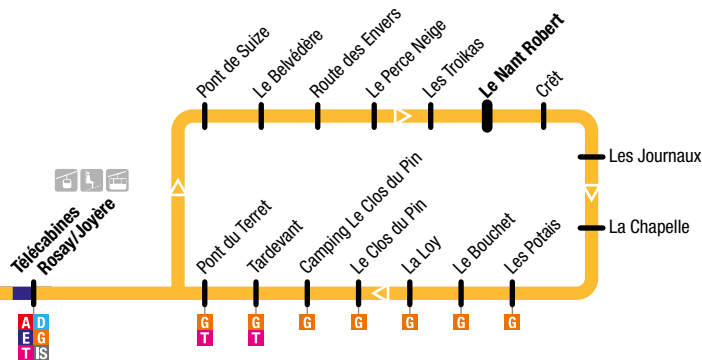 Pont de Suize
Le Belvédère
Route des Envers
Le Perce Neige
Les Troikas
Le Nant Robert
Crêt
Les Journaux
La Chapelle
Télécabines
Rosay/Joyère
Pont du Terret
Tardevant
Camping Le Clos du Pin
Le Clos du Pin
La Loy
Le Bouchet
Les Potais
A D
E G
T IS
G
T
G
T
G
G
G
G
G